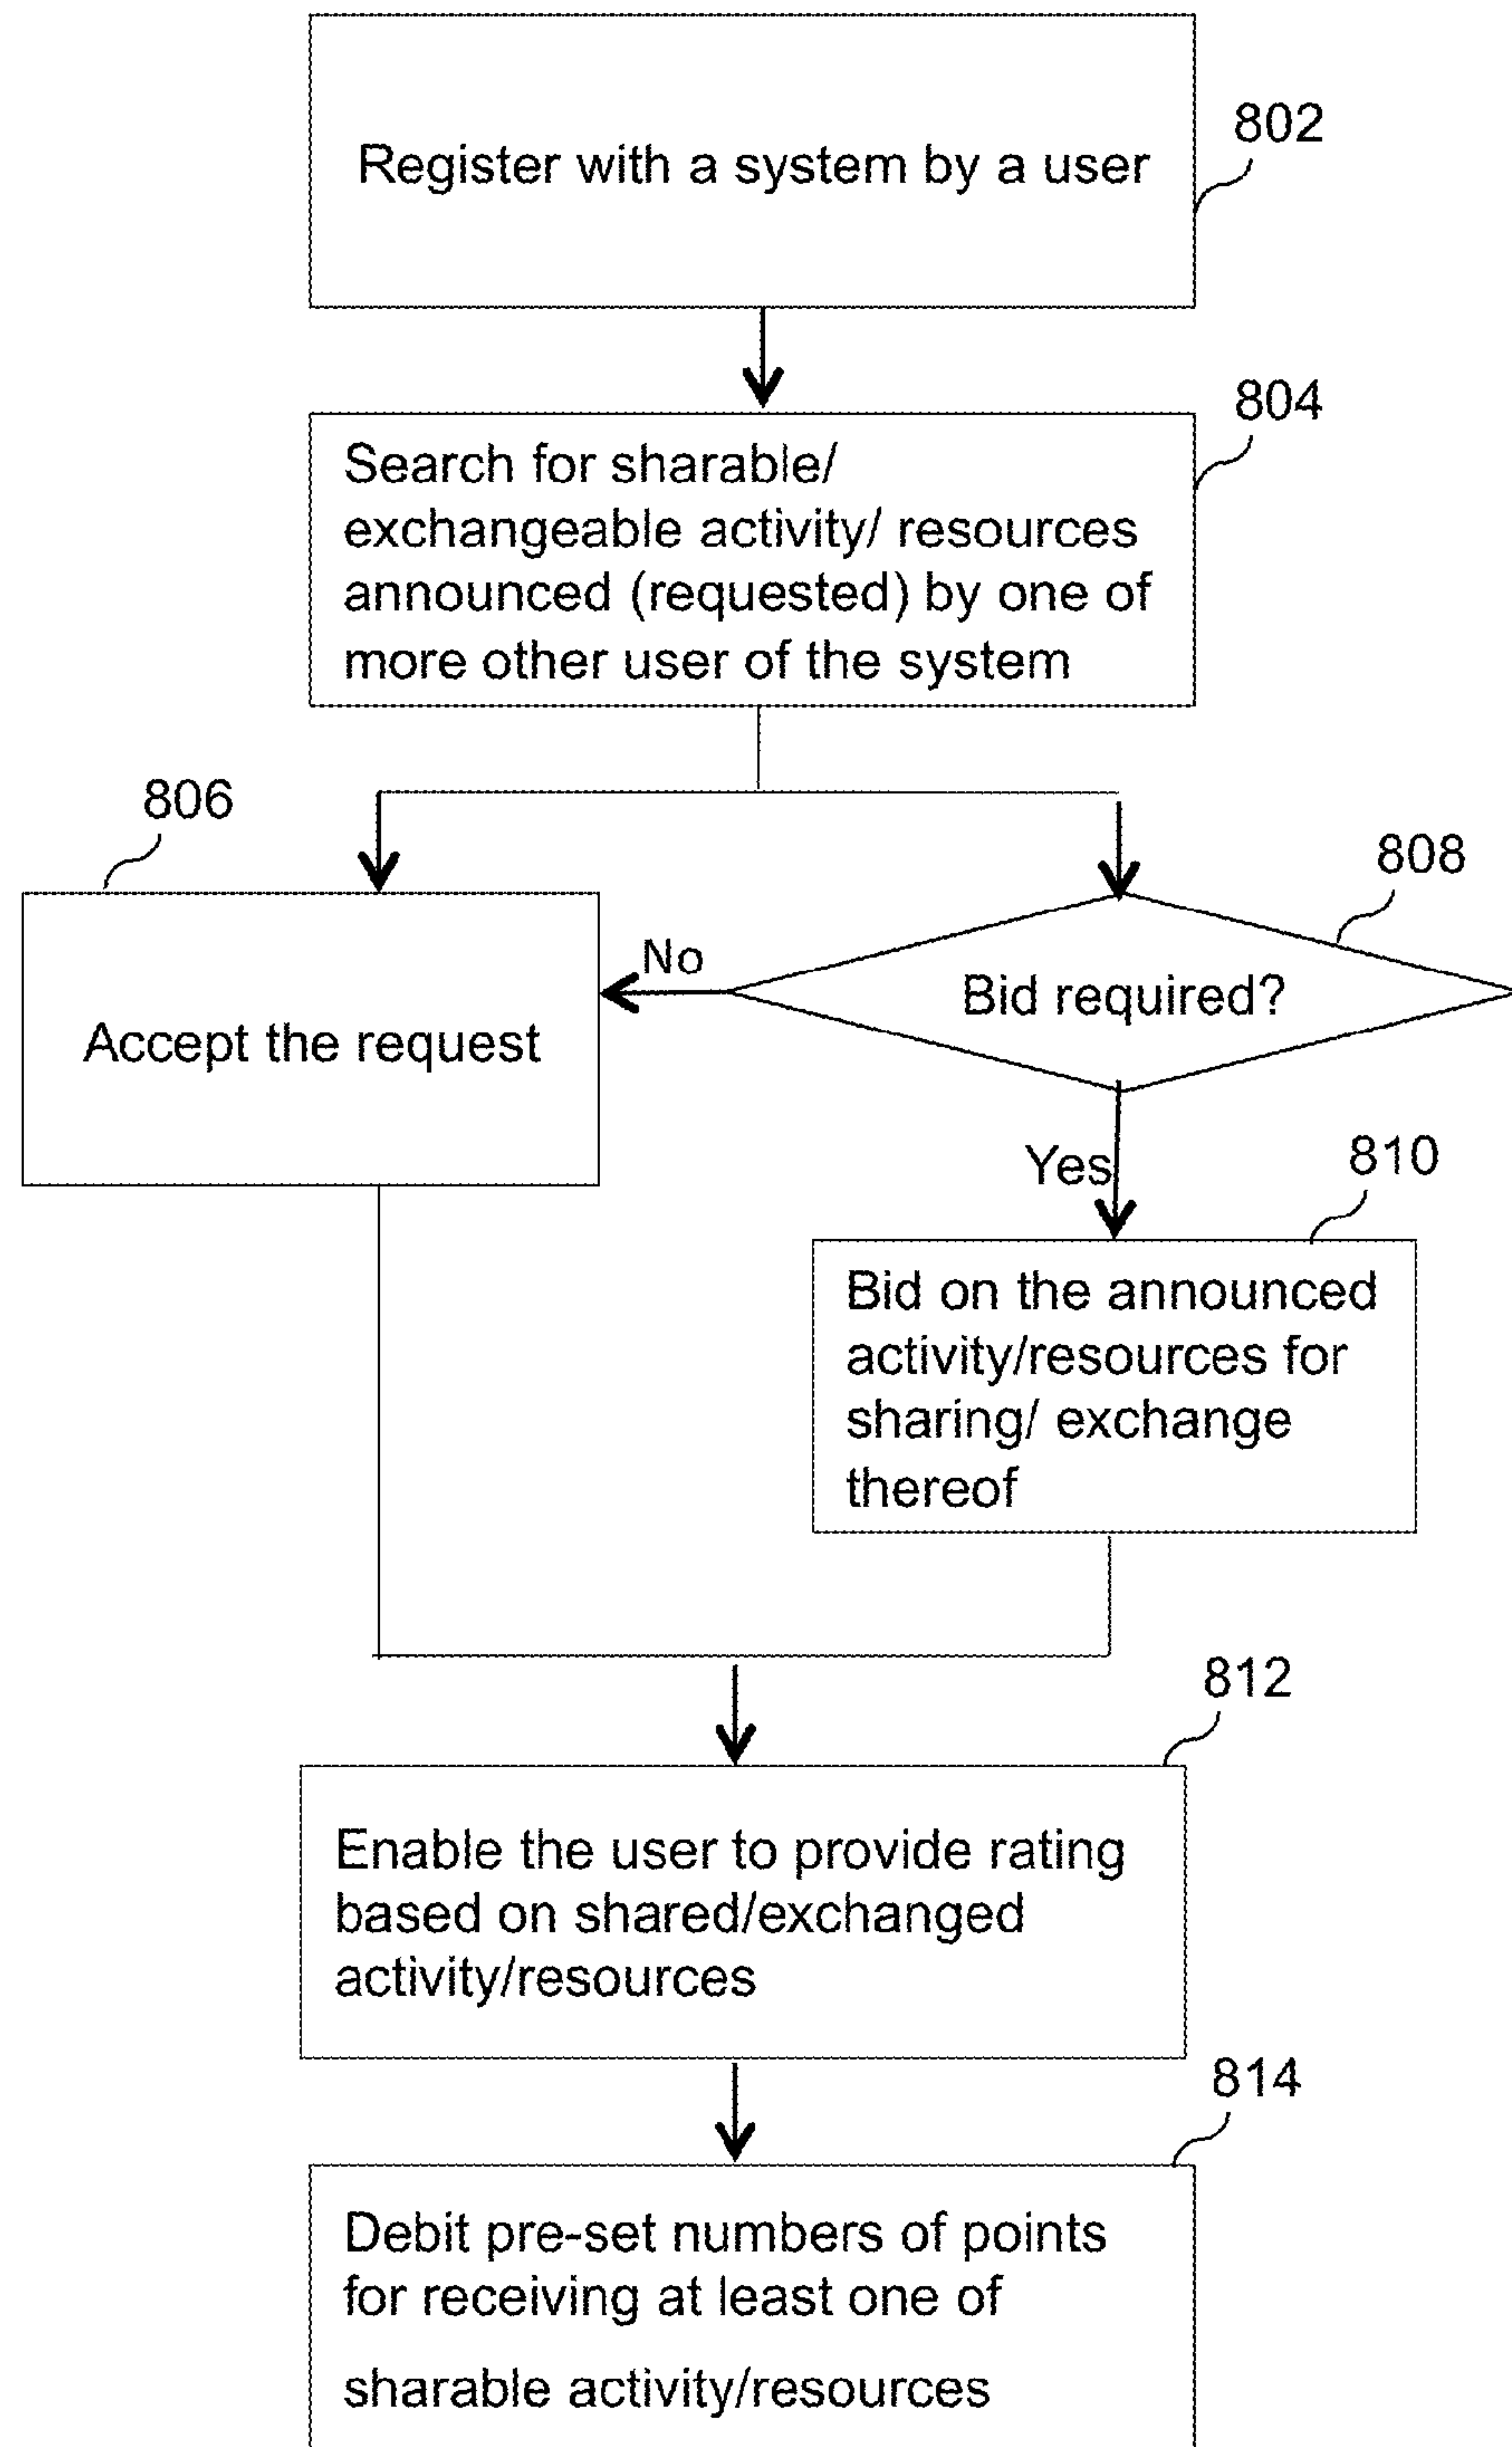 802
Register with a system by a user
804
Search for sharable/
exchangeable activity/ resources
announced (requested) by one of
more other user of the system
806
808
No
Bid required?
Accept the request
Yes
810
Bid on the announced
activity/resources for
sharing/ exchange
thereof
812
Enable the user to provide rating
based on shared/exchanged
activity/resources
814
Debit pre-set numbers of points
for receiving at least one of
sharable activity/resources